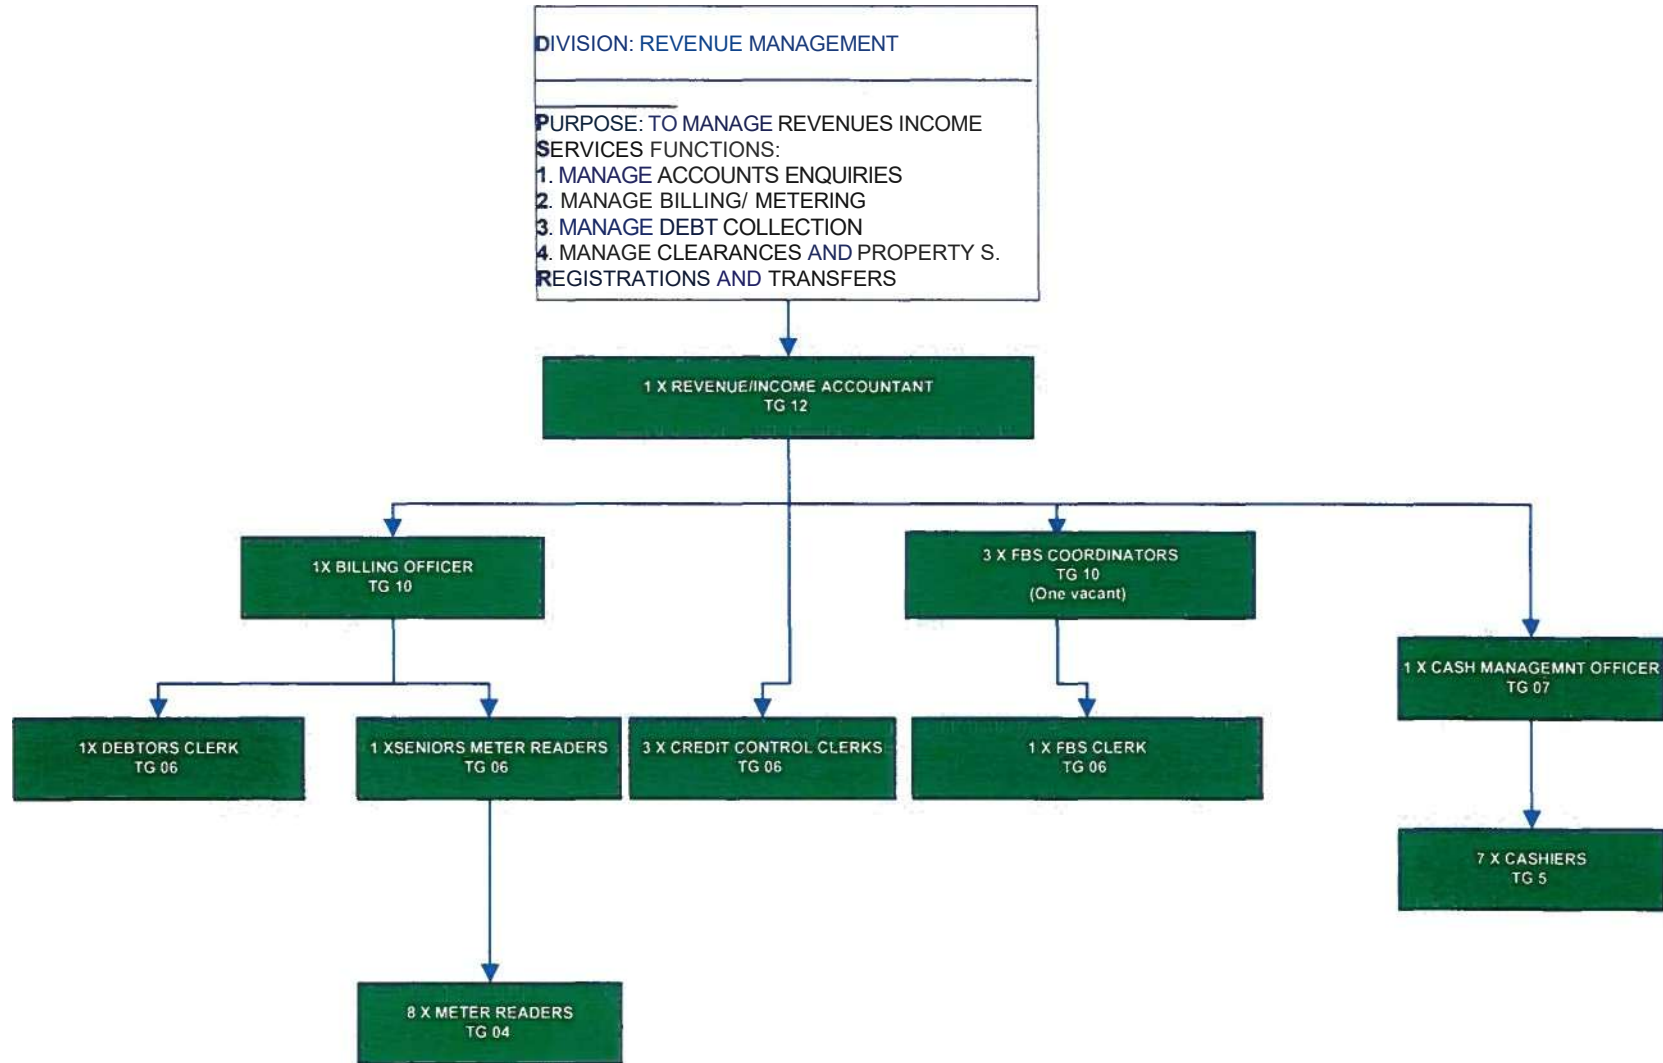 DIVISION: REVENUE MANAGEMENT
PURPOSE: TO MANAGE REVENUES INCOME
SERVICES FUNCTIONS:
1. MANAGE ACCOUNTS ENQUIRIES
2. MANAGE BILLING/ METERING
3. MANAGE DEBT COLLECTION
4. MANAGE CLEARANCES AND PROPERTY S.
REGISTRATIONS AND TRANSFERS
1 X REVENUE/INCOME ACCOUNTANT
TG 12
1X BILLING OFFICER
TG 10
3 X FBS COORDINATORS
TG 10
(One vacant)
1 X CASH MANAGEMNT OFFICER
TG 07
1X DEBTORS CLERK
TG 06
1 XSENIORS METER READERS
TG 06
3 X CREDIT CONTROL CLERKS
TG 06
1 X FBS CLERK
TG 06
7 X CASHIERS
TG 5
8 X METER READERS
TG 04